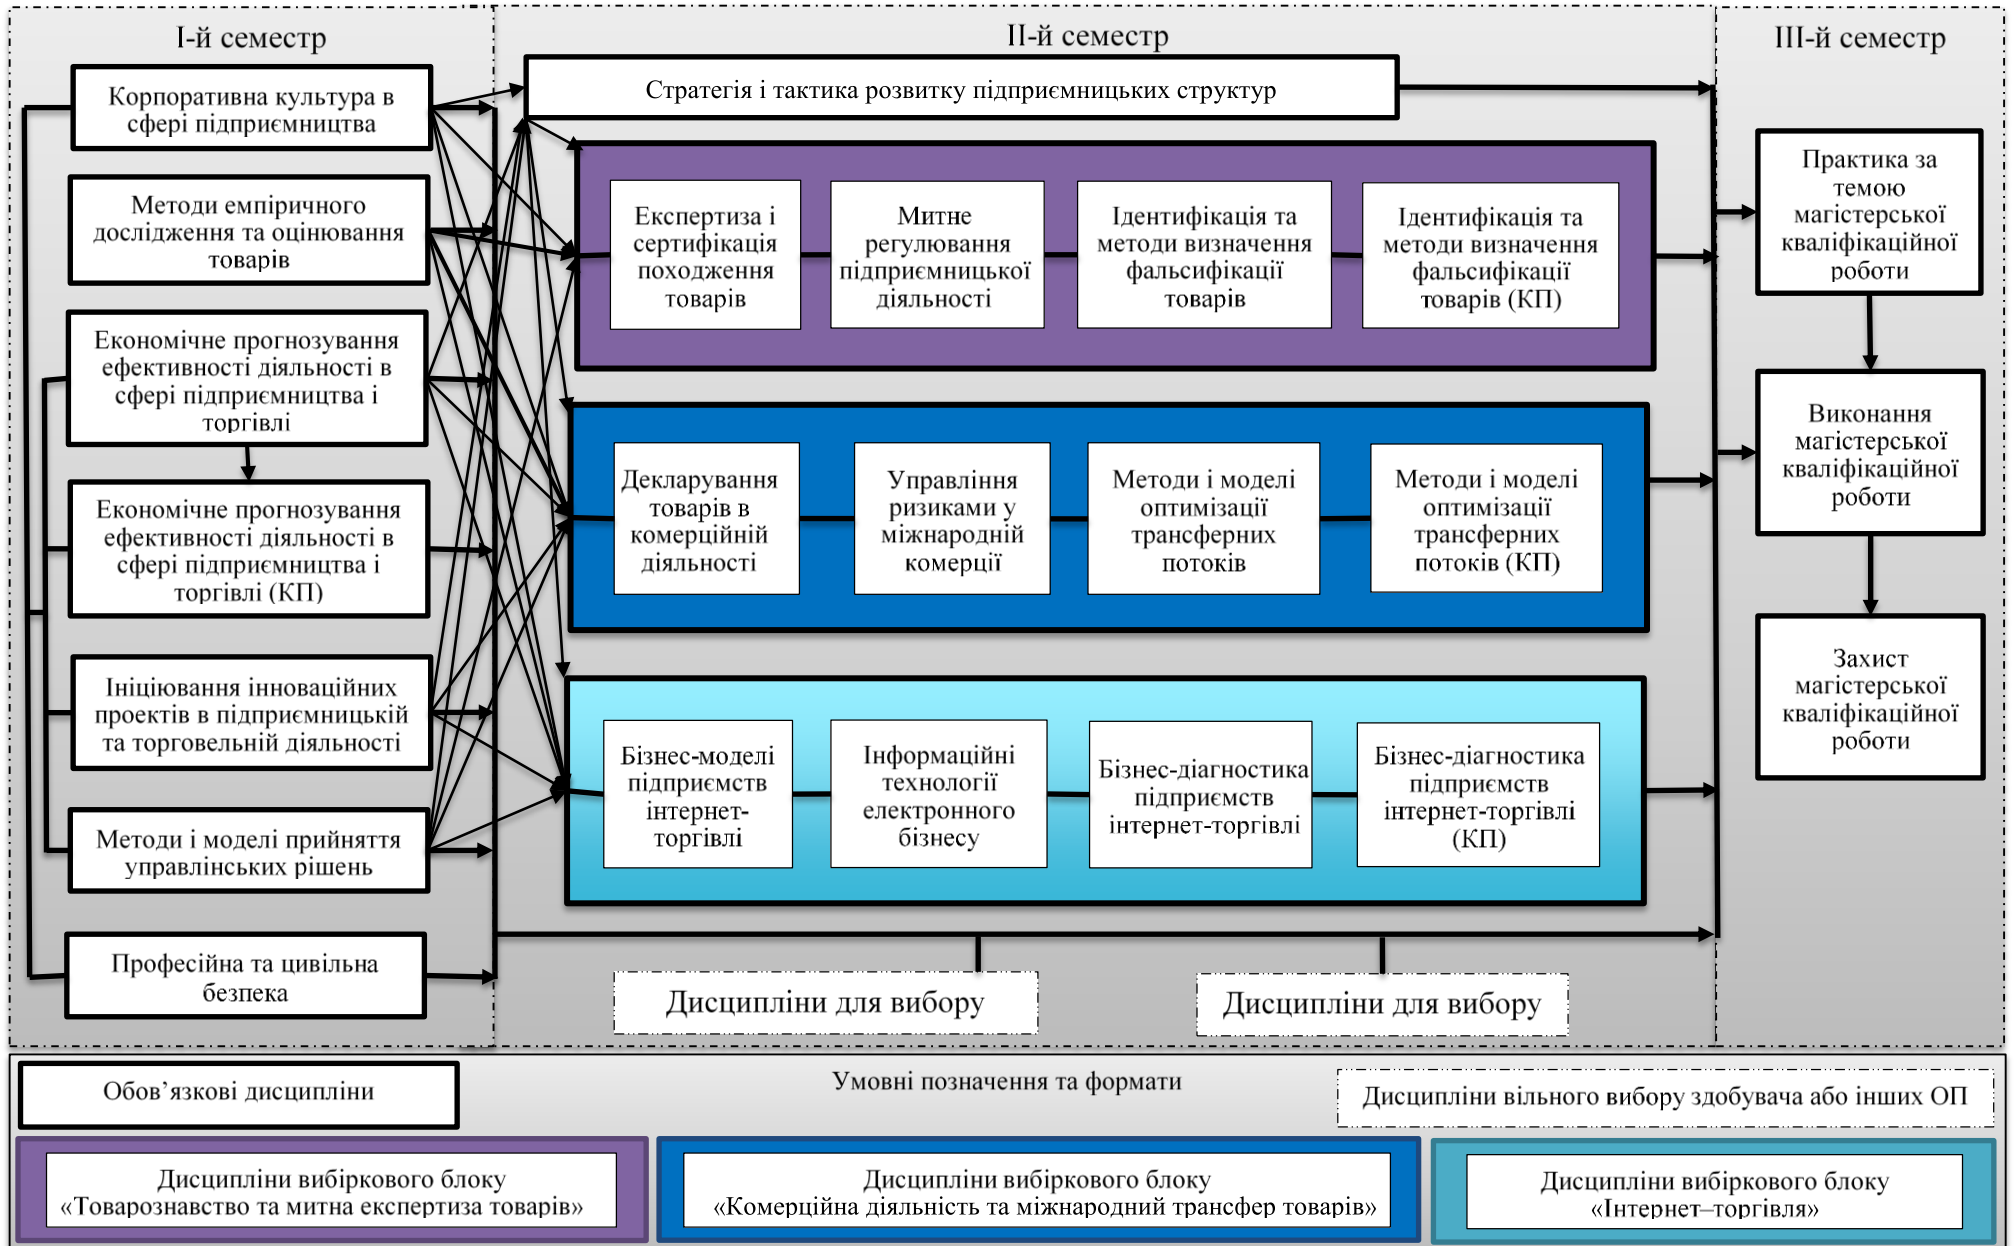 І-й семестр
Корпоративна культура в
сфері підприємництва
Методи емпіричного
дослідження та оцінювання
товарів
Економічне прогнозування
ефективності діяльності в
сфері підприємництва і
торгівлі
Економічне прогнозування
ефективності діяльності в
сфері підприємництва і
торгівлі (КП)
Ініціювання інноваційних
проектів в підприємницькій
та торговельній діяльності
Методи і моделі прийняття
управлінських рішень
Професійна та цивільна
безпека
ІІ-й семестр
Стратегія і тактика розвитку підприємницьких структур
Експертиза і
сертифікація
походження
товарів
Митне
регулювання
підприємницької
діяльності
Ідентифікація та
методи визначення
фальсифікації
товарів
Ідентифікація та
методи визначення
фальсифікації
товарів (КП)
Декларування
товарів в
комерційній
діяльності
Управління
ризиками у
міжнародній
комерції
Методи і моделі
оптимізації
трансферних
потоків
Методи і моделі
оптимізації
трансферних
потоків (КП)
Бізнес-моделі
підприємств
інтернет-
торгівлі
Інформаційні
технології
електронного
бізнесу
Бізнес-діагностика
підприємств
інтернет-торгівлі
Бізнес-діагностика
підприємств
інтернет-торгівлі
(КП)
Дисципліни для вибору
Дисципліни для вибору
ІІІ-й семестр
Практика за
темою
магістерської
кваліфікаційної
роботи
Виконання
магістерської
кваліфікаційної
роботи
Захист
магістерської
кваліфікаційної
роботи
Умовні позначення та формати
Обов’язкові дисципліни
Дисципліни вільного вибору здобувача або інших ОП
Дисципліни вибіркового блоку
«Товарознавство та митна експертиза товарів»
Дисципліни вибіркового блоку
«Комерційна діяльність та міжнародний трансфер товарів»
Дисципліни вибіркового блоку
«Інтернет–торгівля»